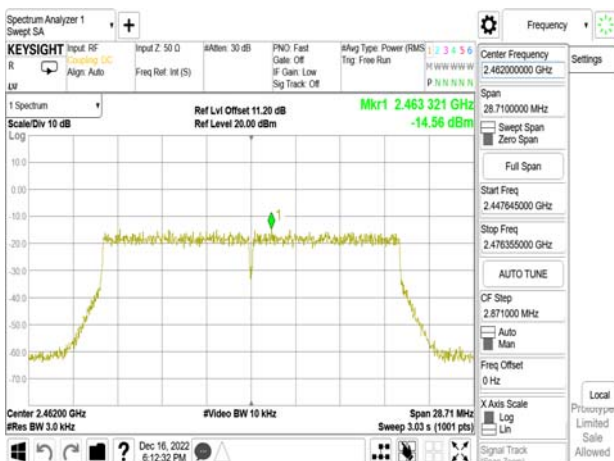 Spectrum Analyzer 1
Swept SA
+
Frequency
KEYSIGHT
R
Input: RF
Coupling: DC
Align: Auto
Input Z: 50 Ω
Freq Ref: Int (S)
#Atten: 30 dB
PNO: Fast
Gate: Off
IF Gain: Low
Sig Track: Off
#Avg Type: Power (RMS
Trig: Free Run
1 2 3 4 5 6
M W W W W W
P N N N N N
1 Spectrum
Scale/Div 10 dB
Log
Ref Lvl Offset 11.20 dB
Ref Level 20.00 dBm
Mkr1 2.463 321 GHz
-14.56 dBm
10.0
0.00
-10.0
-20.0
-30.0
-40.0
-50.0
-60.0
-70.0
1
Center 2.46200 GHz
#Res BW 3.0 kHz
#Video BW 10 kHz
Span 28.71 MHz
Sweep 3.03 s (1001 pts)
?
Dec 16, 2022
6:12:32 PM
Center Frequency
2.462000000 GHz
Span
28.7100000 MHz
Swept Span
Zero Span
Full Span
Start Freq
2.447645000 GHz
Stop Freq
2.476355000 GHz
AUTO TUNE
CF Step
2.871000 MHz
Auto
Man
Freq Offset
0 Hz
X Axis Scale
Log
Lin
Signal Track
Settings
Local
Prototype
Limited
Sale
Allowed